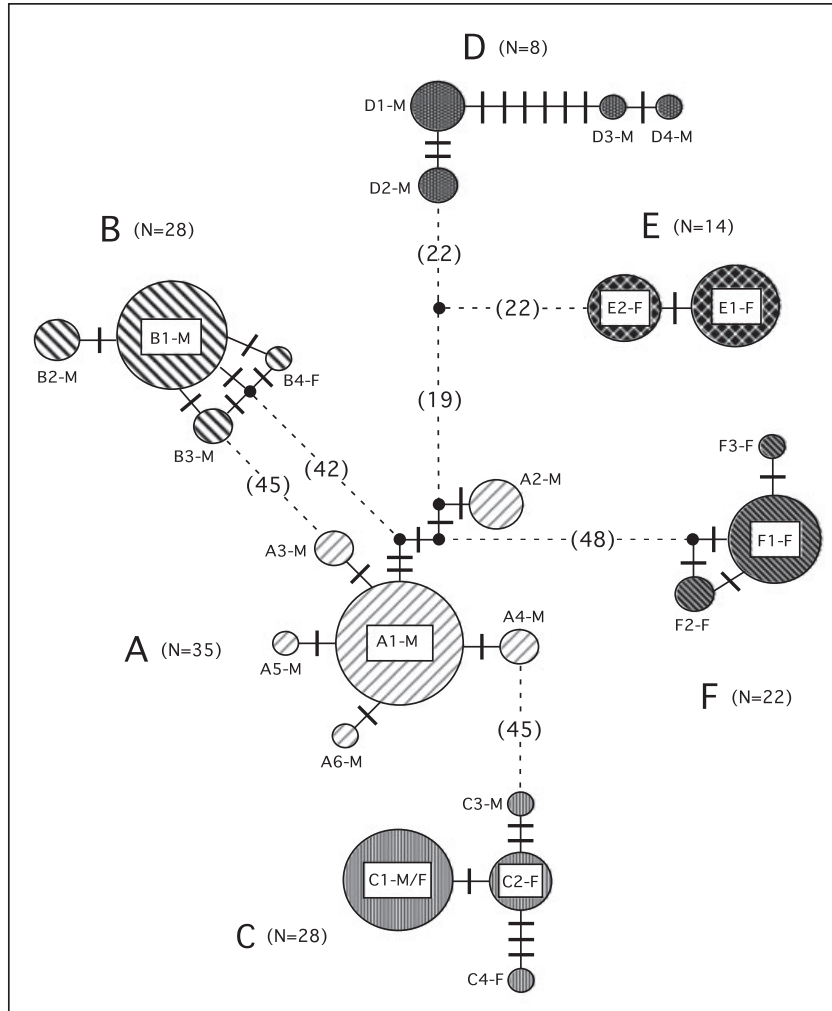 D (N=8)
D1-M
D3-M D4-M
D2-M
B (N=28)
(22)
E (N=14)
B1-M
E2-F E1-F
(22)
B2-M
B4-F
(19)
B3-M
F3-F
(42)
(45)
A2-M
A3-M
(48)
F1-F
F2-F
A4-M
A (N=35)
A1-M
A5-M
F (N=22)
(45)
A6-M
C3-M
C1-M/F
C2-F
C (N=28)
C4-F